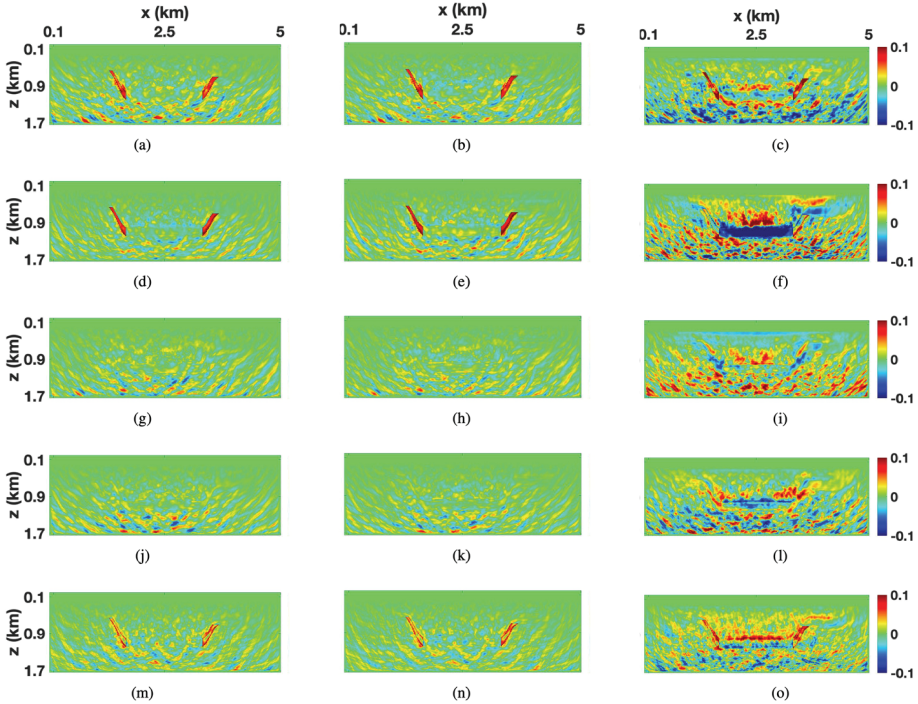 x (km) x (km) x (km)
0.1 2.5 5 0.1 2.5 5 0.1 2.5 5
0.1 0.1
z (km) 0.9 0
1.7 -0.1
(a) (b) (c)
0.1 0.1
z (km) 0.9 0
1.7 -0.1
(d) (e) (f)
0.1 0.1
z (km) 0.9 0
1.7 -0.1
(g) (h) (i)
0.1 0.1
z (km) 0.9 0
1.7 -0.1
(j) (k) (l)
0.1 0.1
z (km) 0.9 0
1.7 -0.1
(m) (n) (o)